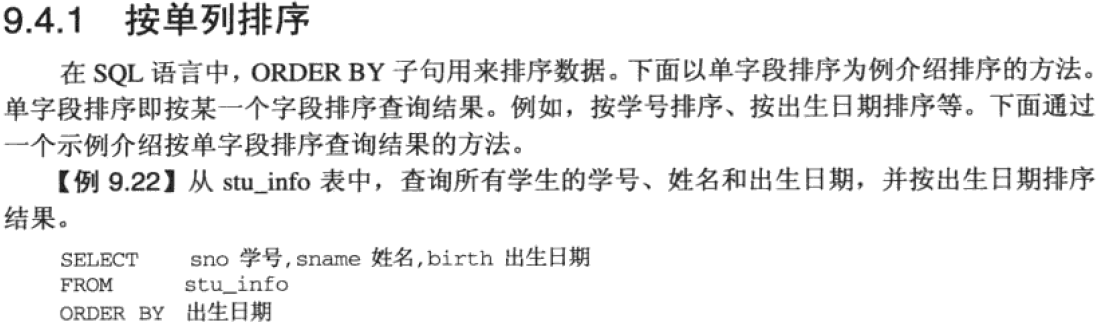 9.4.1 按单列排序
在 SQL 语言中，ORDER BY 子句用来排序数据。下面以单字段排序为例介绍排序的方法。
单字段排序即按某一个字段排序查询结果。例如，按学号排序、按出生日期排序等。下面通过
一个示例介绍按单字段排序查询结果的方法。
【例 9.22】从 stu_info 表中，查询所有学生的学号、姓名和出生日期，并按出生日期排序
结果。
SELECT sno 学号,sname 姓名,birth 出生日期
FROM stu_info
ORDER BY 出生日期